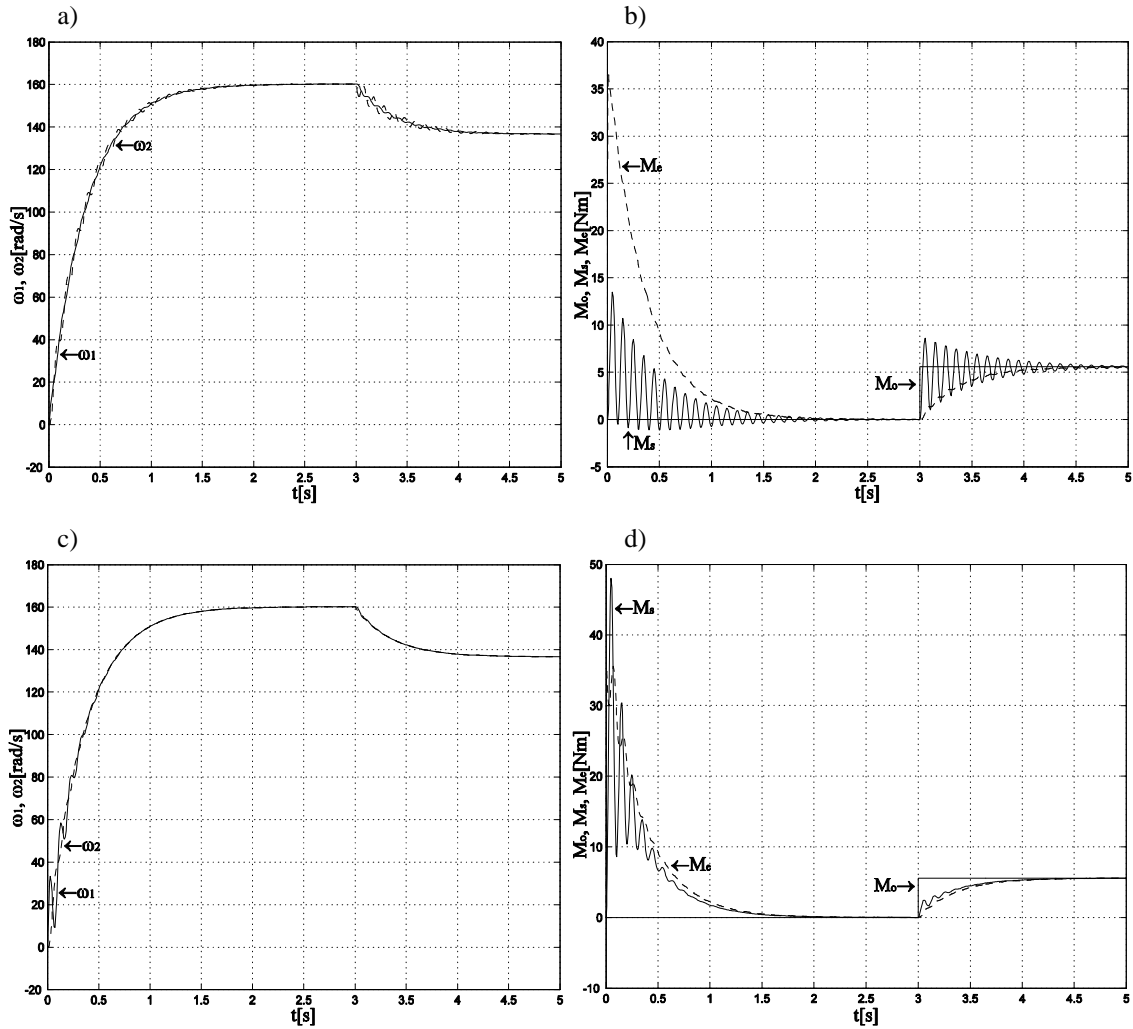 a)
180
160
140
120
100
80
60
40
20
0
-20
ω1, ω2[rad/s]
←ω2
←ω1
0 0.5 1 1.5 2 2.5 3 3.5 4 4.5 5
t[s]
b)
40
35
30
25
20
15
10
5
0
-5
Mo, Ms, Me[Nm]
←Me
Mo→
↑Ms
0 0.5 1 1.5 2 2.5 3 3.5 4 4.5 5
t[s]
c)
180
160
140
120
100
80
60
40
20
0
-20
ω1, ω2[rad/s]
←ω2
←ω1
0 0.5 1 1.5 2 2.5 3 3.5 4 4.5 5
t[s]
d)
50
40
30
20
10
0
-10
Mo, Ms, Me[Nm]
←Ms
←Me
Mo→
0 0.5 1 1.5 2 2.5 3 3.5 4 4.5 5
t[s]